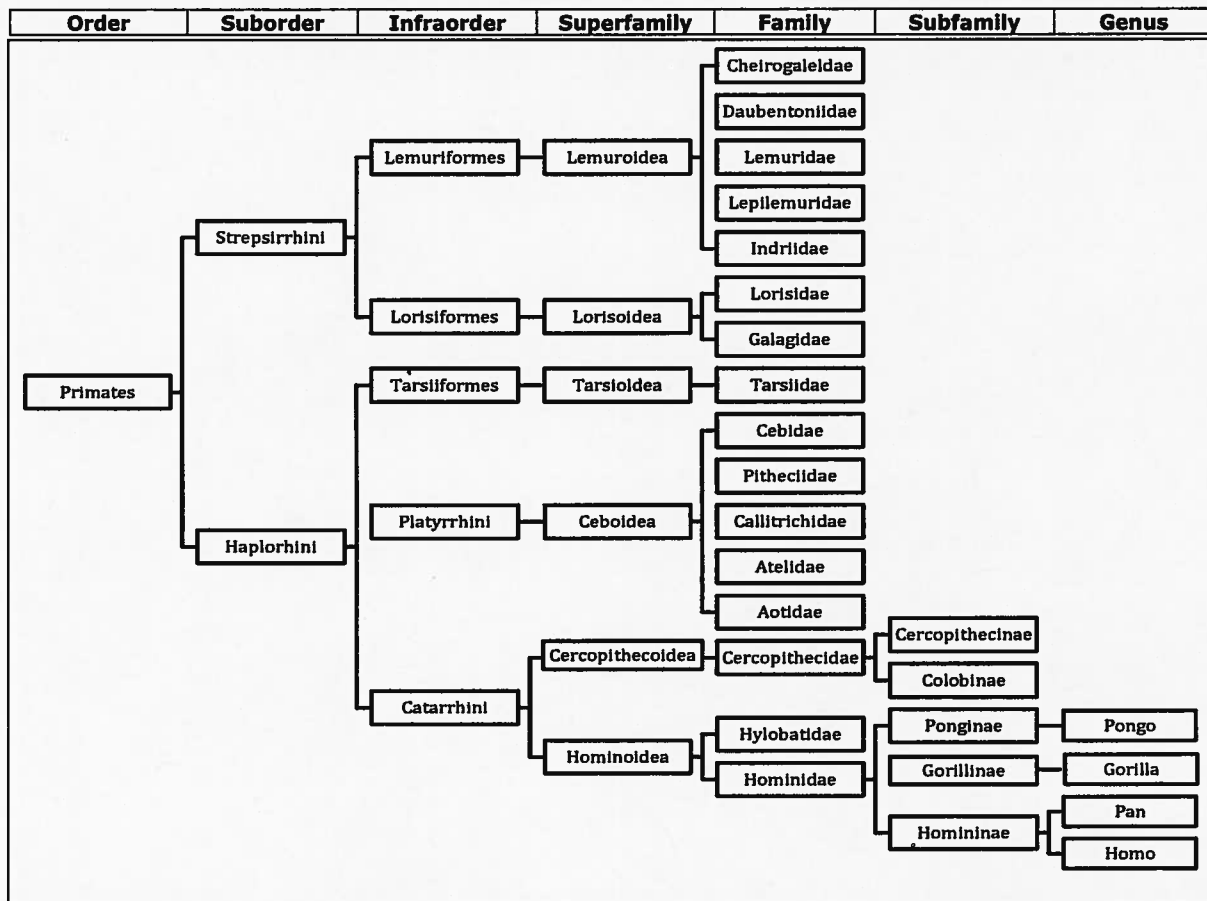 Order Suborder Infraorder Superfamily Family Subfamily Genus
Cheirogaleidae
Daubentoniidae
Lemuriformes Lemuroidea Lemuridae
Lepilemuridae
Strepsirrhini
Indriidae
Lorisidae
Lorisiformes Lorisoidea
Galagidae
Primates Tarsiiformes Tarsioidea Tarsiidae
Cebidae
Pitheciidae
Platyrrhini Ceboidea Callitrichidae
Haplorhini
Atelidae
Aotidae
Cercopithecinae
Cercopithecoidea Cercopithecidae
Colobinae
Catarrhini
Hylobatidae Ponginae Pongo
Hominoidea
Hominidae Gorillinae Gorilla
Pan
Homininae
Homo